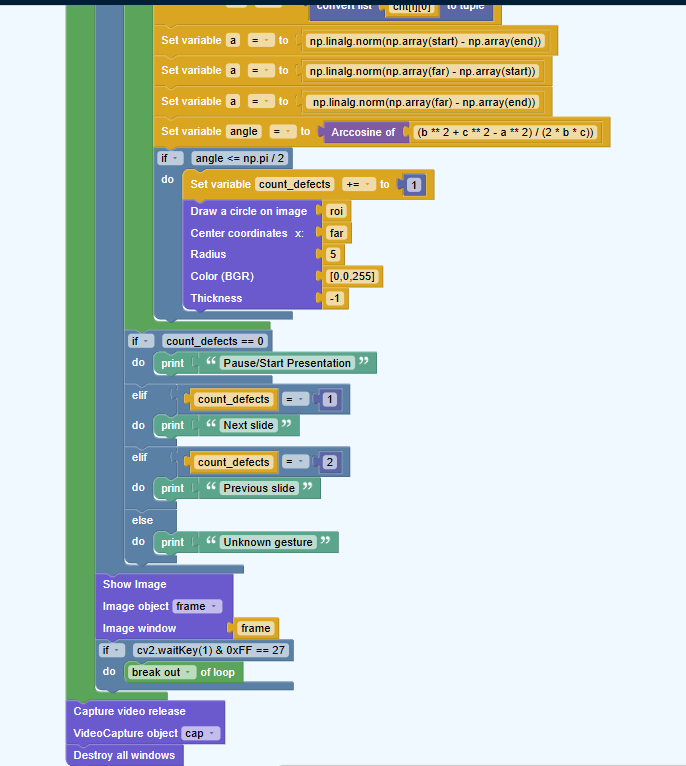 convert list cnt[i][0] to tuple
Set variable a = to np.linalg.norm(np.array(start) - np.array(end))
Set variable a = to np.linalg.norm(np.array(far) - np.array(start))
Set variable a = to np.linalg.norm(np.array(far) - np.array(end))
Set variable angle = to Arccosine of (b ** 2 + c ** 2 - a ** 2) / (2 * b * c))
if angle <= np.pi / 2
do Set variable count_defects += to 1
Draw a circle on image roi
Center coordinates x: far
Radius 5
Color (BGR) [0,0,255]
Thickness -1
if count_defects == 0
do print “ Pause/Start Presentation ”
elif count_defects = 1
do print “ Next slide ”
elif count_defects = 2
do print “ Previous slide ”
else
do print “ Unknown gesture ”
Show Image
Image object frame
Image window frame
if cv2.waitKey(1) & 0xFF == 27
do break out of loop
Capture video release
VideoCapture object cap
Destroy all windows